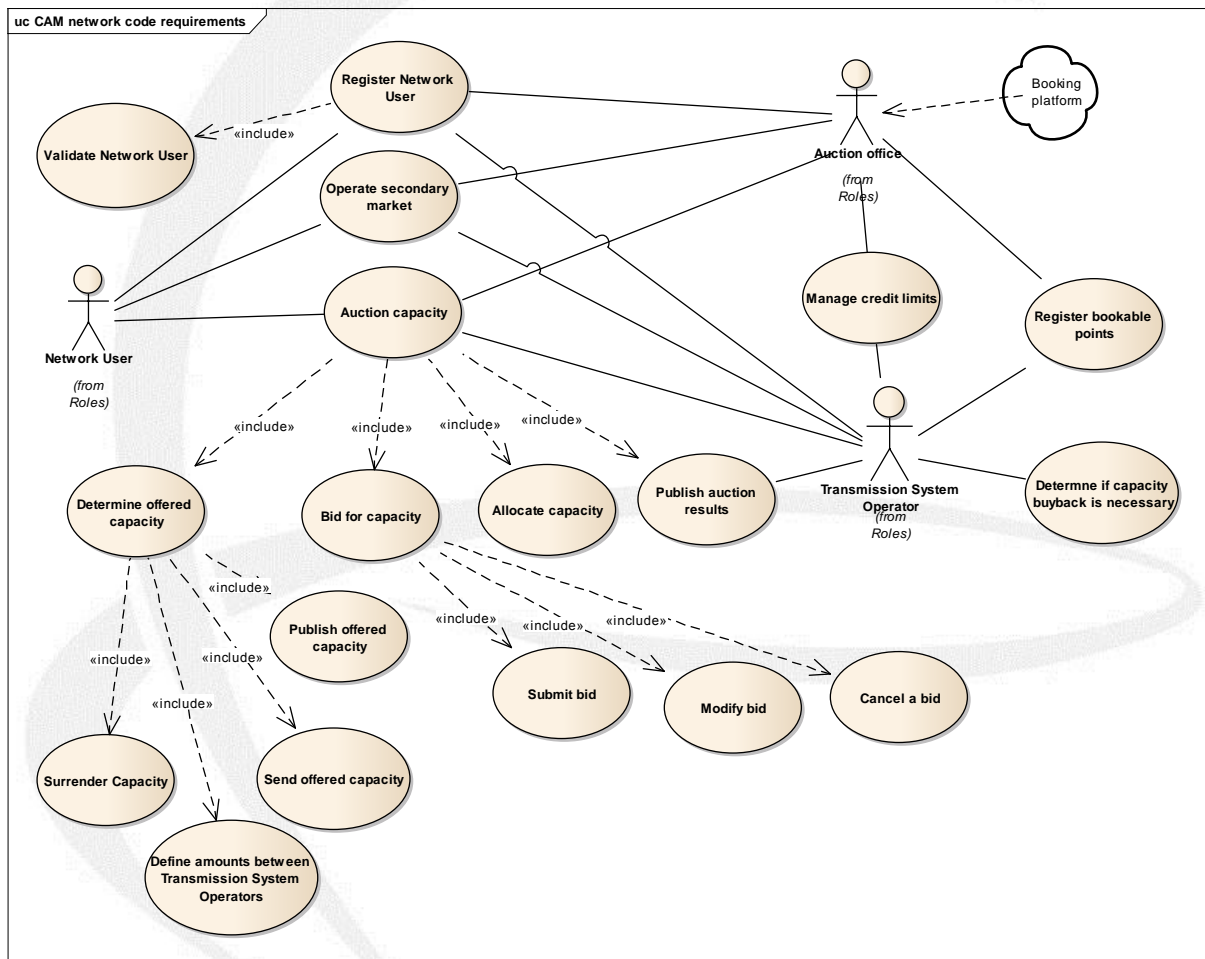 uc CAM network code requirements
Register Network
User
Booking
platform
«include»
Validate Network User
Auction office
(from
Roles)
Operate secondary
market
Manage credit limits
Register bookable
points
Auction capacity
Network User
(from
Roles)
«include»
«include»
«include»
«include»
Determine offered
capacity
Bid for capacity
Allocate capacity
Publish auction
results
Transmission System
Operator
(from
Roles)
Determne if capacity
buyback is necessary
«include»
Publish offered
capacity
«include»
«include»
«include»
«include»
«include»
«include»
Submit bid
Modify bid
Cancel a bid
Surrender Capacity
Send offered capacity
Define amounts between
Transmission System
Operators